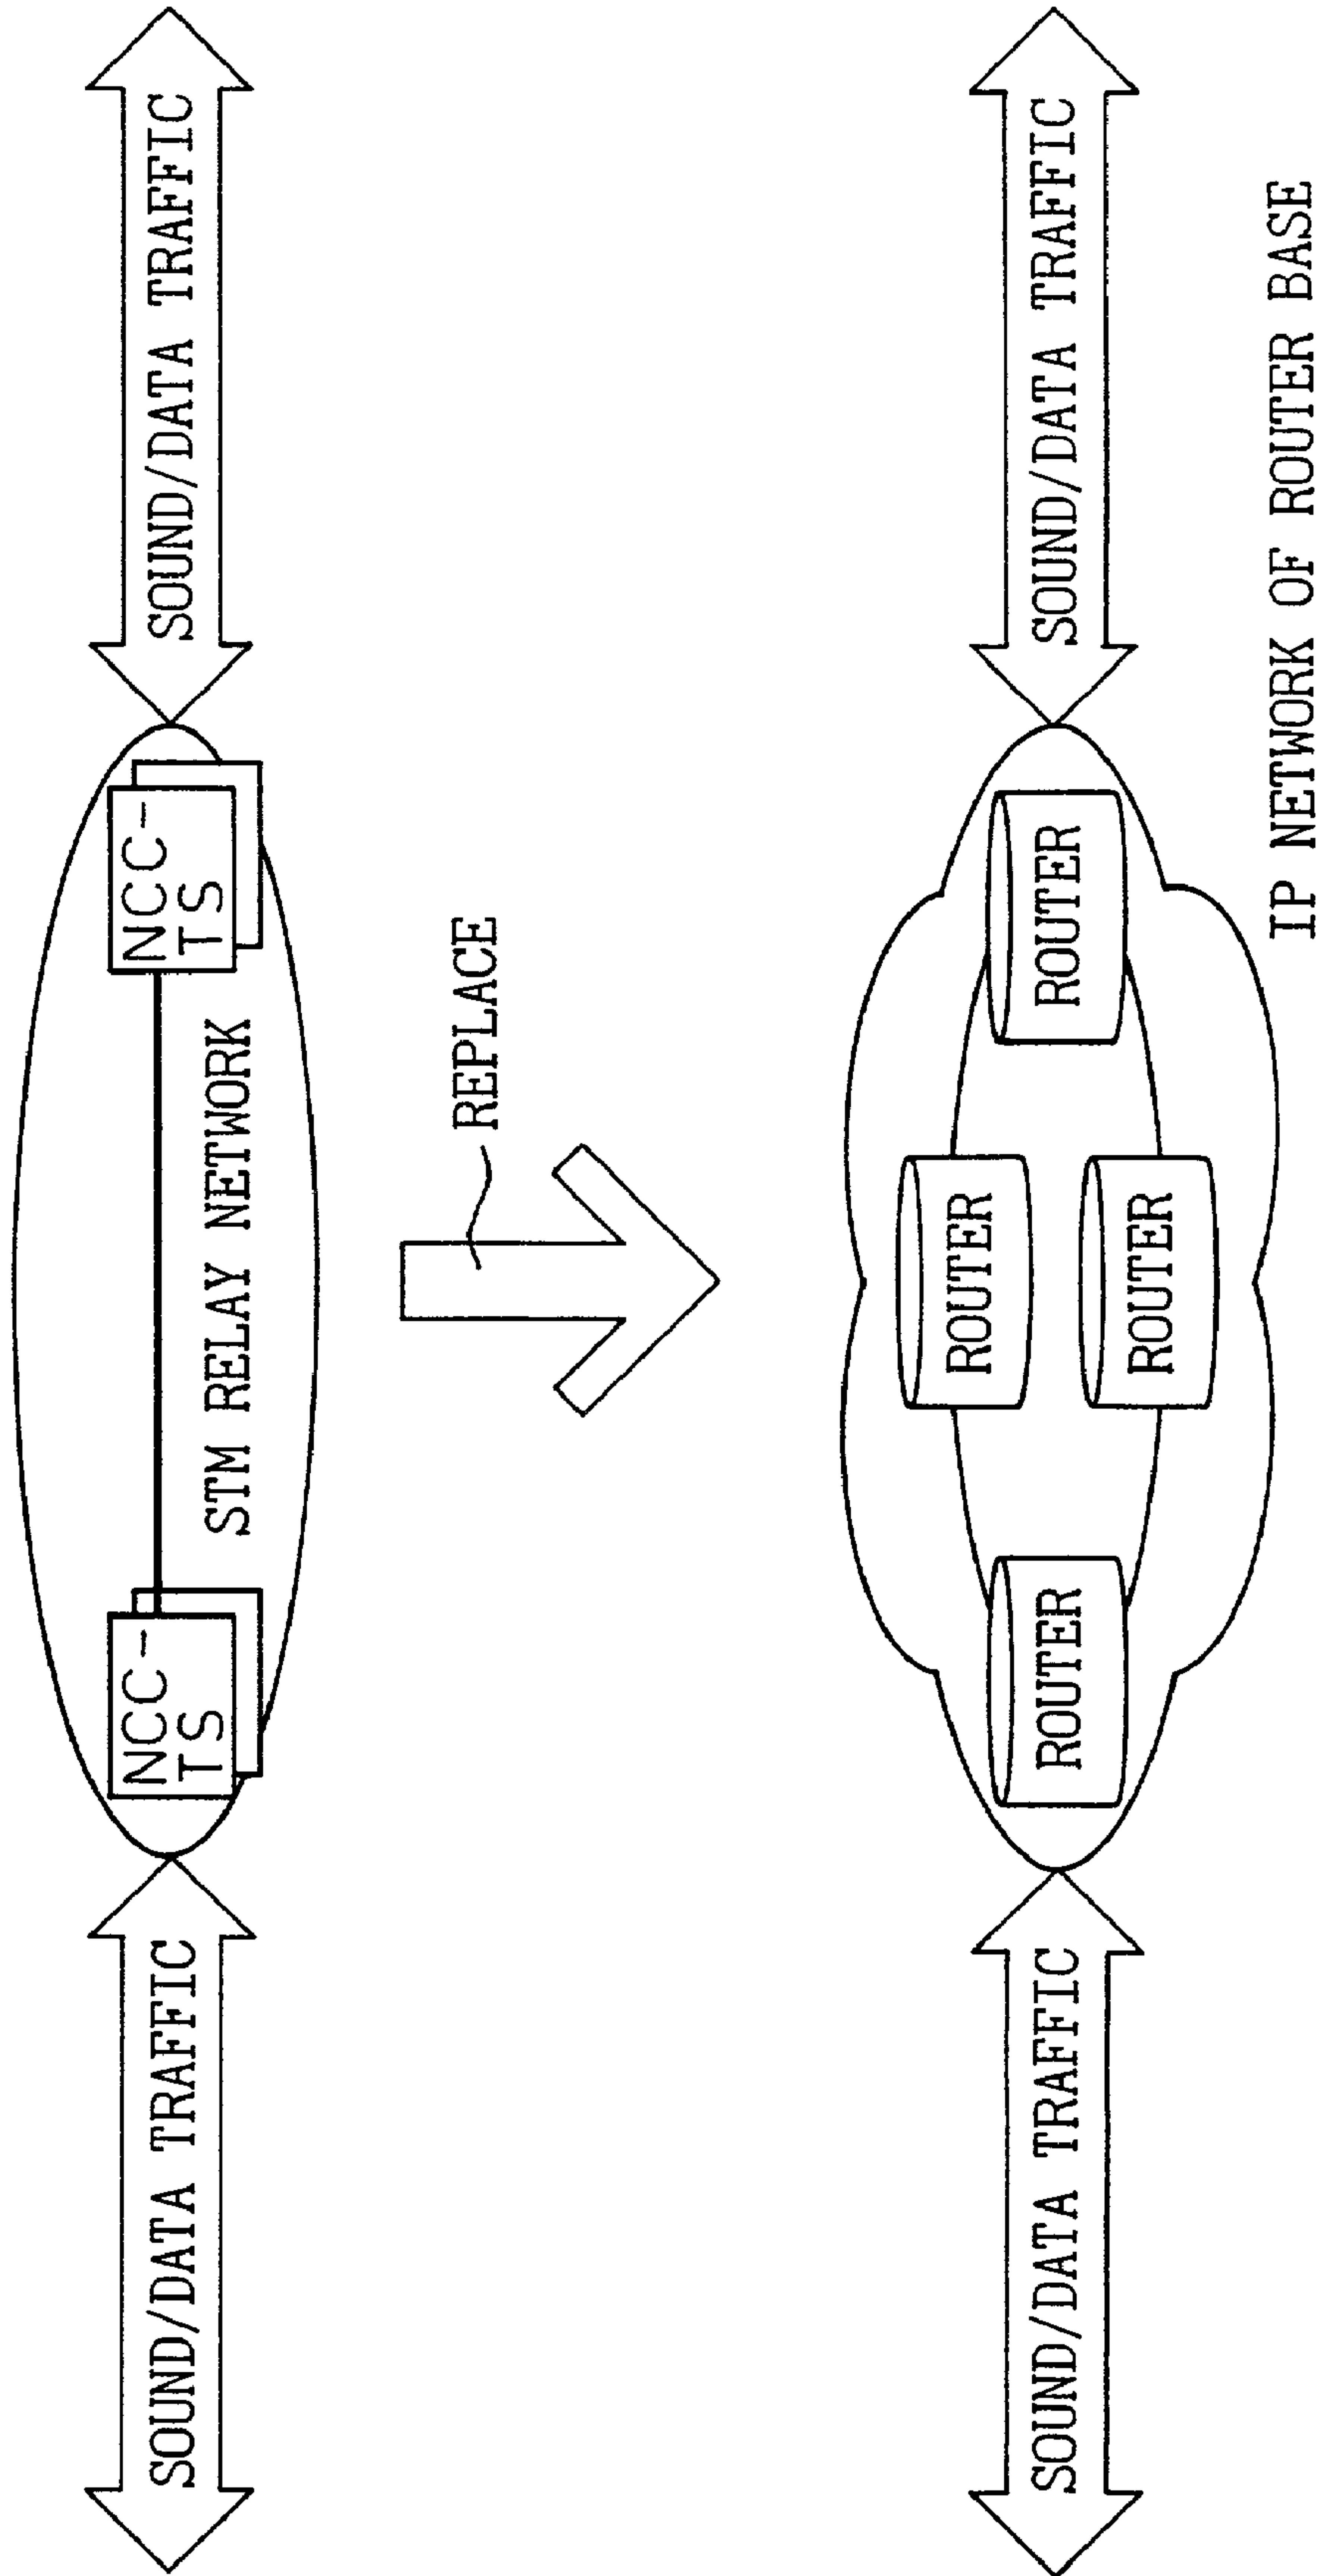 SOUND/DATA TRAFFIC
NCC-
TS
STM RELAY NETWORK
NCC-
TS
SOUND/DATA TRAFFIC
REPLACE
SOUND/DATA TRAFFIC
ROUTER
ROUTER
ROUTER
ROUTER
SOUND/DATA TRAFFIC
IP NETWORK OF ROUTER BASE